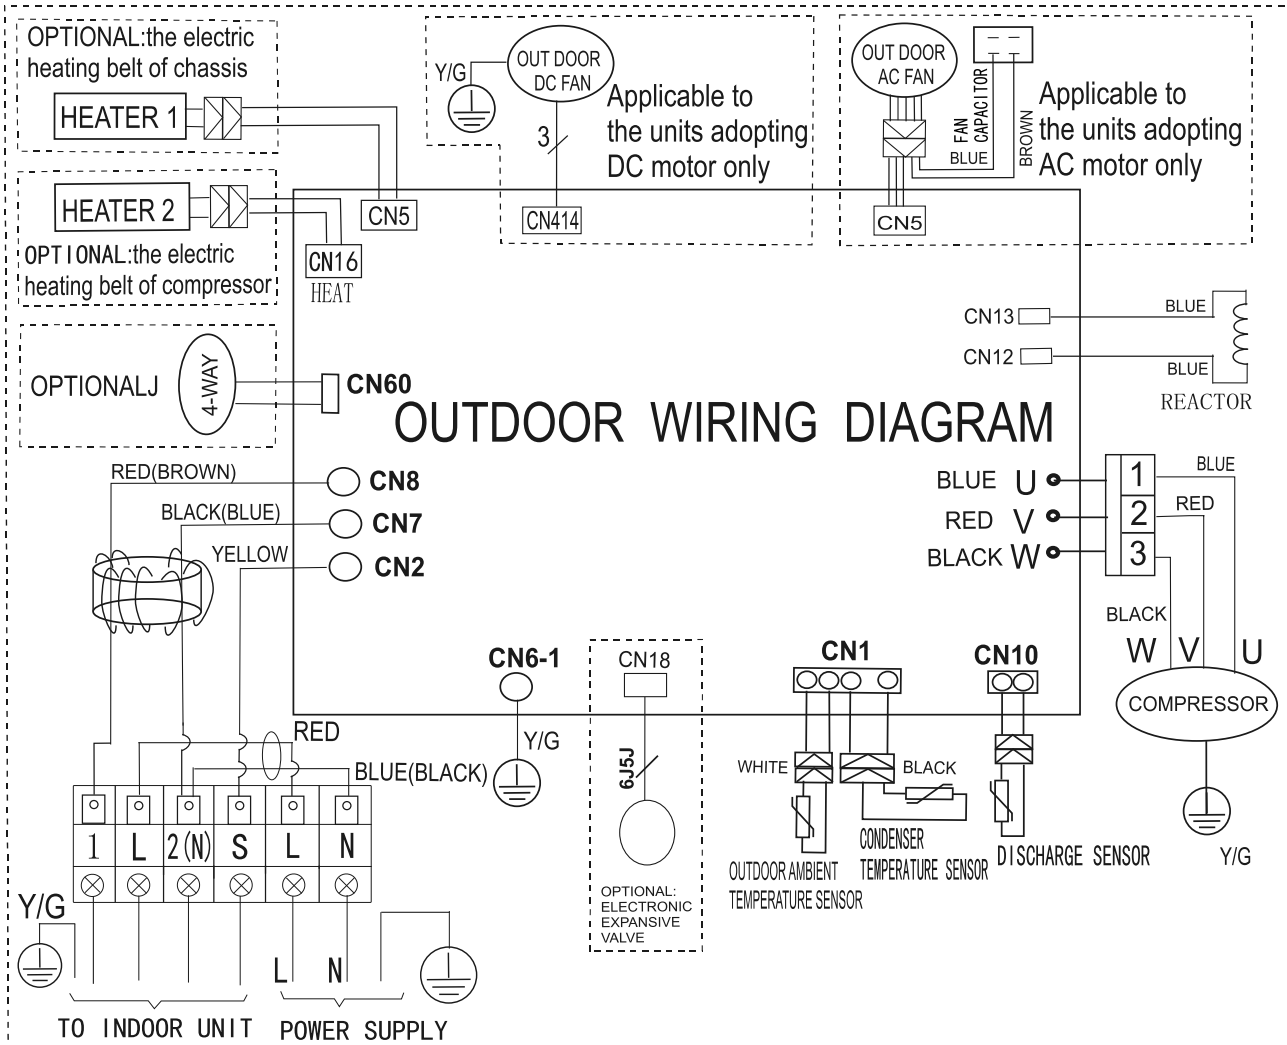 OPTIONAL:the electric
heating belt of chassis
HEATER 1
CN5
HEATER 2
OPTIONAL:the electric
heating belt of compressor
CN16
HEAT
Y/G
OUT DOOR
DC FAN
3
CN414
Applicable to
the units adopting
DC motor only
OUT DOOR
AC FAN
FAN
CAPACITOR
BLUE
BROWN
CN5
Applicable to
the units adopting
AC motor only
CN13
BLUE
CN12
BLUE
REACTOR
OPTIONALJ
4-WAY
CN60
OUTDOOR WIRING DIAGRAM
RED(BROWN)
CN8
BLACK(BLUE)
CN7
YELLOW
CN2
BLUE U
RED V
BLACK W
1
2
3
BLUE
RED
BLACK
W V U
COMPRESSOR
Y/G
CN6-1
Y/G
CN18
6J5J
OPTIONAL:
ELECTRONIC
EXPANSIVE
VALVE
CN1
WHITE
BLACK
OUTDOOR AMBIENT
TEMPERATURE SENSOR
CONDENSER
TEMPERATURE SENSOR
CN10
DISCHARGE SENSOR
RED
BLUE(BLACK)
1 L 2(N) S L N
Y/G
L N
TO INDOOR UNIT
POWER SUPPLY